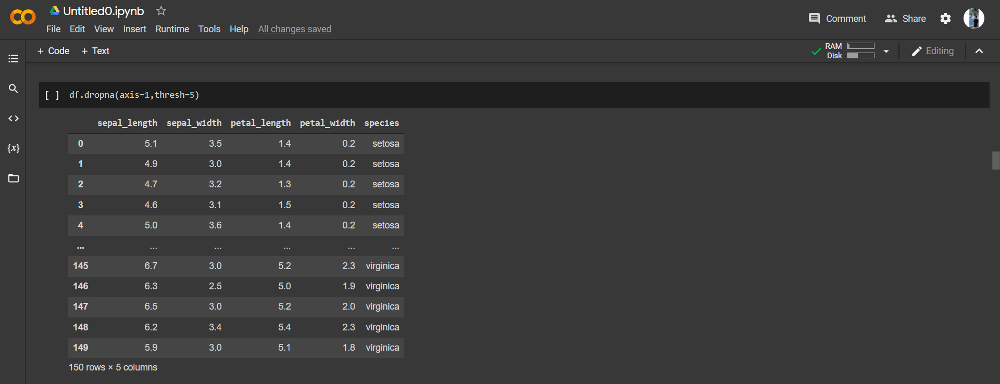 Untitled0.ipynb
File Edit View Insert Runtime Tools Help All changes saved
Comment Share
+ Code + Text
RAM
Disk
Editing
[ ] df.dropna(axis=1,thresh=5)
sepal_length sepal_width petal_length petal_width species
0 5.1 3.5 1.4 0.2 setosa
1 4.9 3.0 1.4 0.2 setosa
2 4.7 3.2 1.3 0.2 setosa
3 4.6 3.1 1.5 0.2 setosa
4 5.0 3.6 1.4 0.2 setosa
... ... ... ... ... ...
145 6.7 3.0 5.2 2.3 virginica
146 6.3 2.5 5.0 1.9 virginica
147 6.5 3.0 5.2 2.0 virginica
148 6.2 3.4 5.4 2.3 virginica
149 5.9 3.0 5.1 1.8 virginica
150 rows × 5 columns